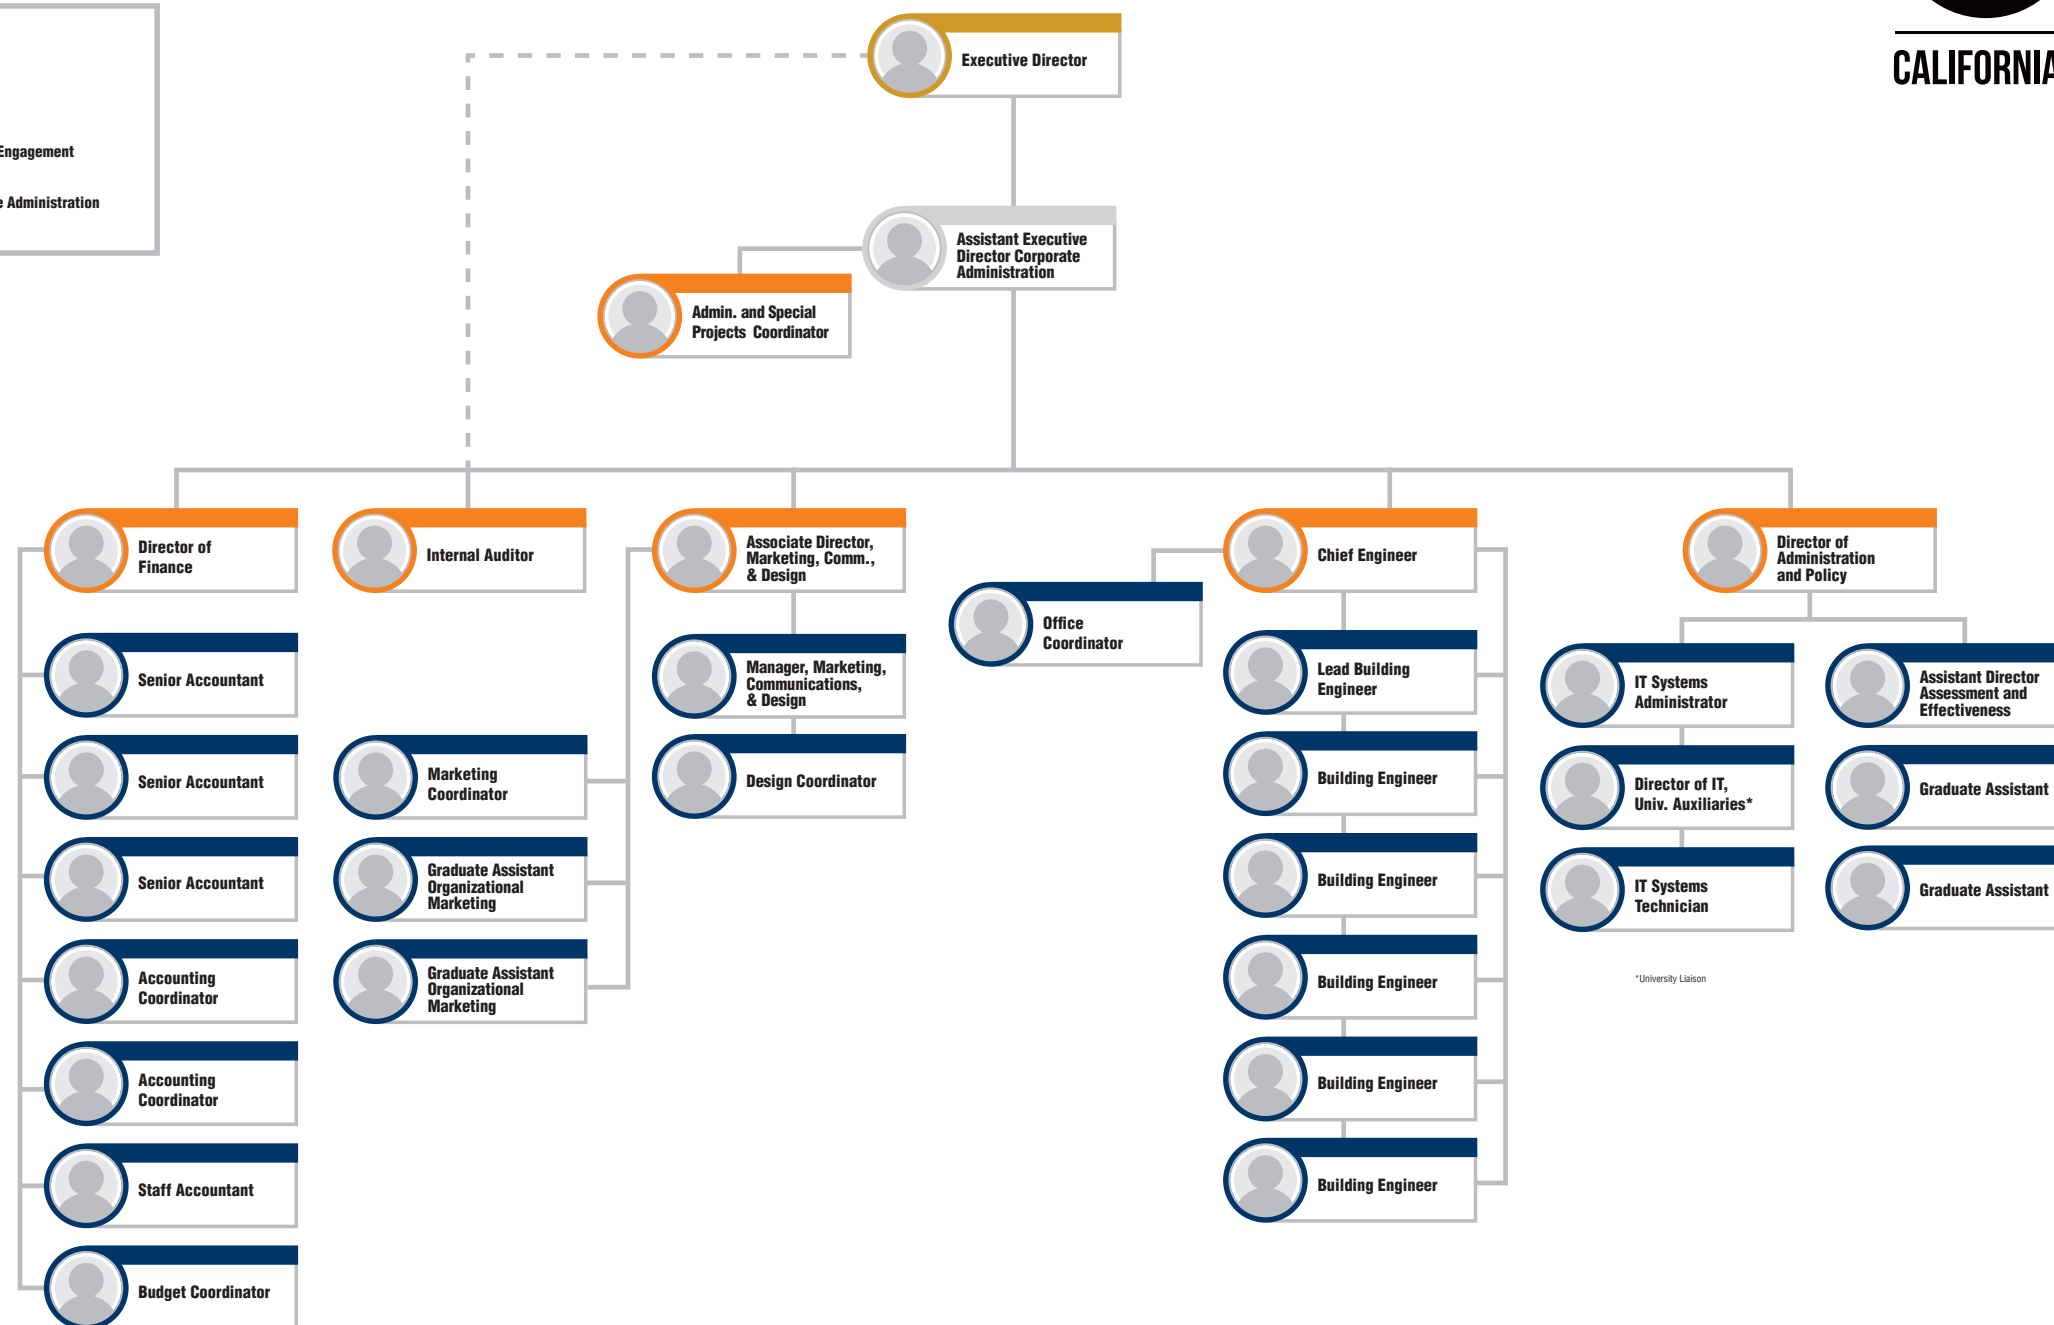 Executive Director
CALIFORNIA
Engagement
Administration
Assistant Executive
Director Corporate
Administration
Admin. and Special
Projects Coordinator
Director of
Finance
Internal Auditor
Associate Director,
Marketing, Comm.,
& Design
Chief Engineer
Director of
Administration
and Policy
Office
Coordinator
Senior Accountant
Senior Accountant
Senior Accountant
Accounting
Coordinator
Accounting
Coordinator
Staff Accountant
Budget Coordinator
Marketing
Coordinator
Graduate Assistant
Organizational
Marketing
Graduate Assistant
Organizational
Marketing
Manager, Marketing,
Communications,
& Design
Design Coordinator
Lead Building
Engineer
Building Engineer
Building Engineer
Building Engineer
Building Engineer
Building Engineer
IT Systems
Administrator
Director of IT,
Univ. Auxiliaries*
IT Systems
Technician
*University Liaison
Assistant Director
Assessment and
Effectiveness
Graduate Assistant
Graduate Assistant